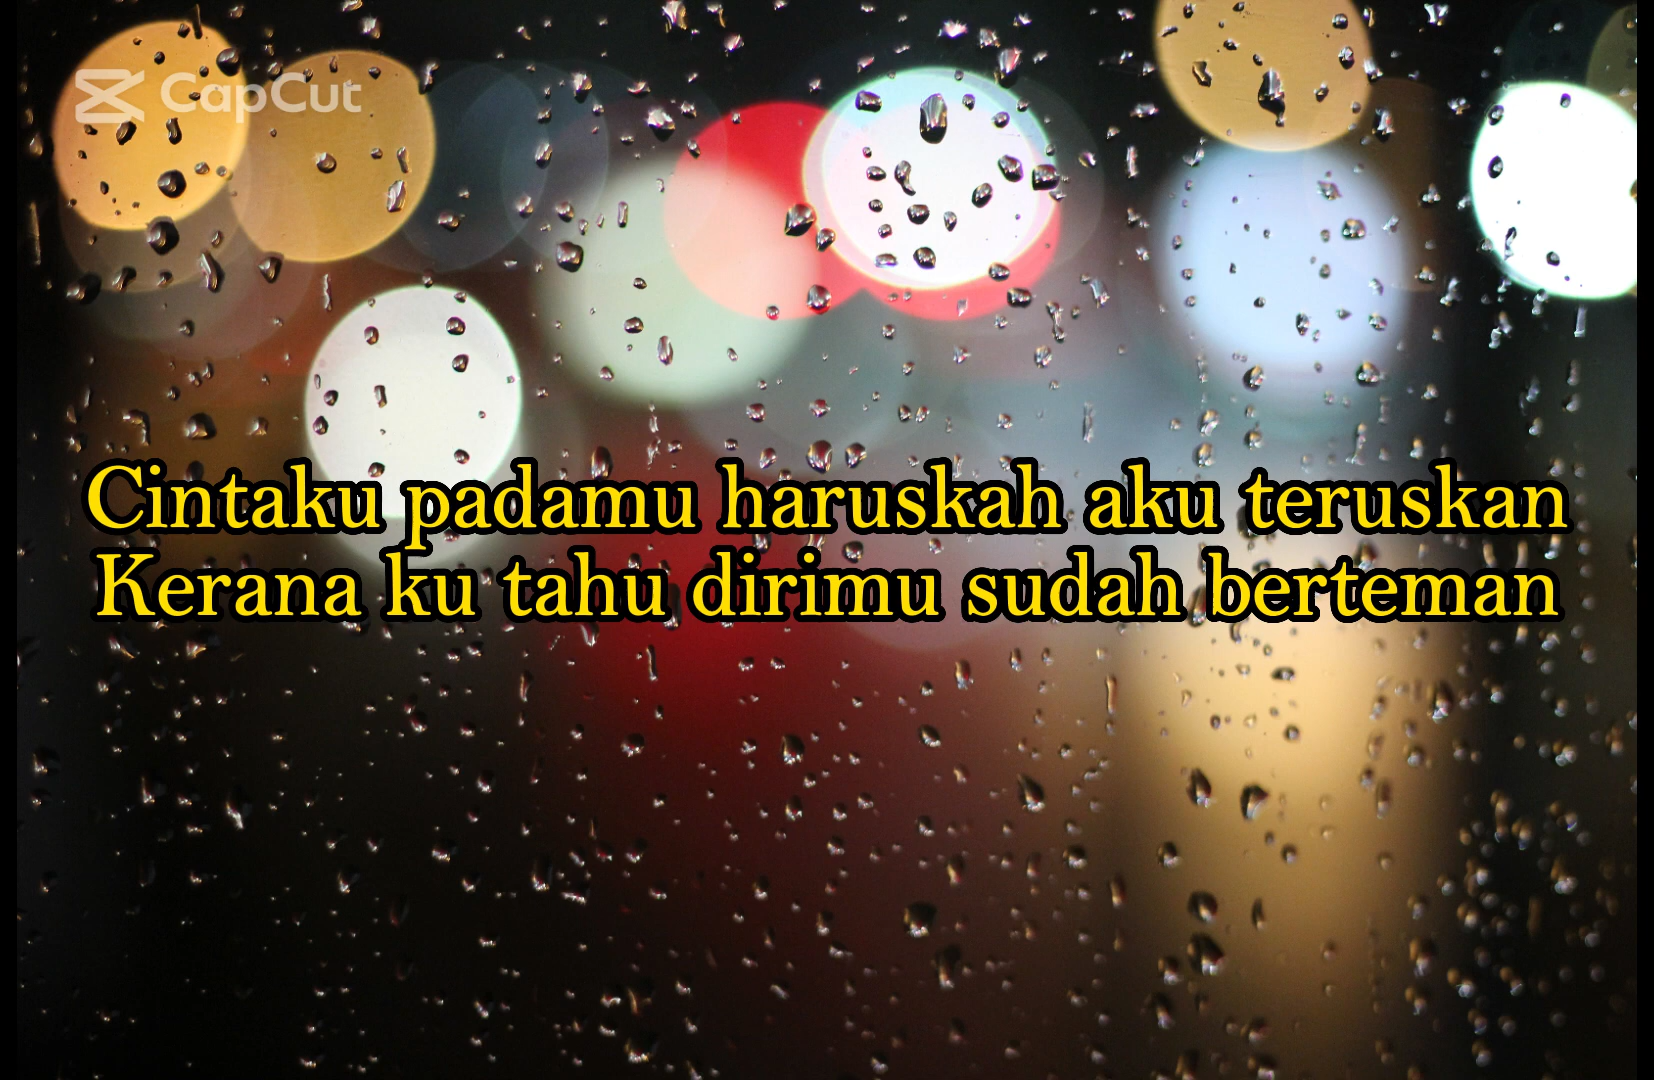 CapCut
Cintaku padamu haruskah aku teruskan
Kerana ku tahu dirimu sudah berteman